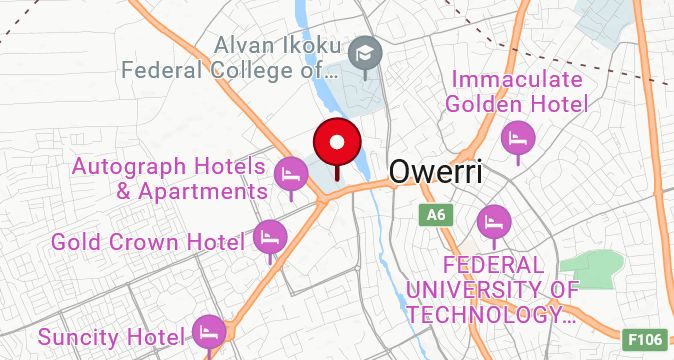 Alvan Ikoku
Federal College of...
Immaculate
Golden Hotel
Autograph Hotels
& Apartments
Owerri
A6
Gold Crown Hotel
FEDERAL
UNIVERSITY OF
TECHNOLOGY...
Suncity Hotel
F106